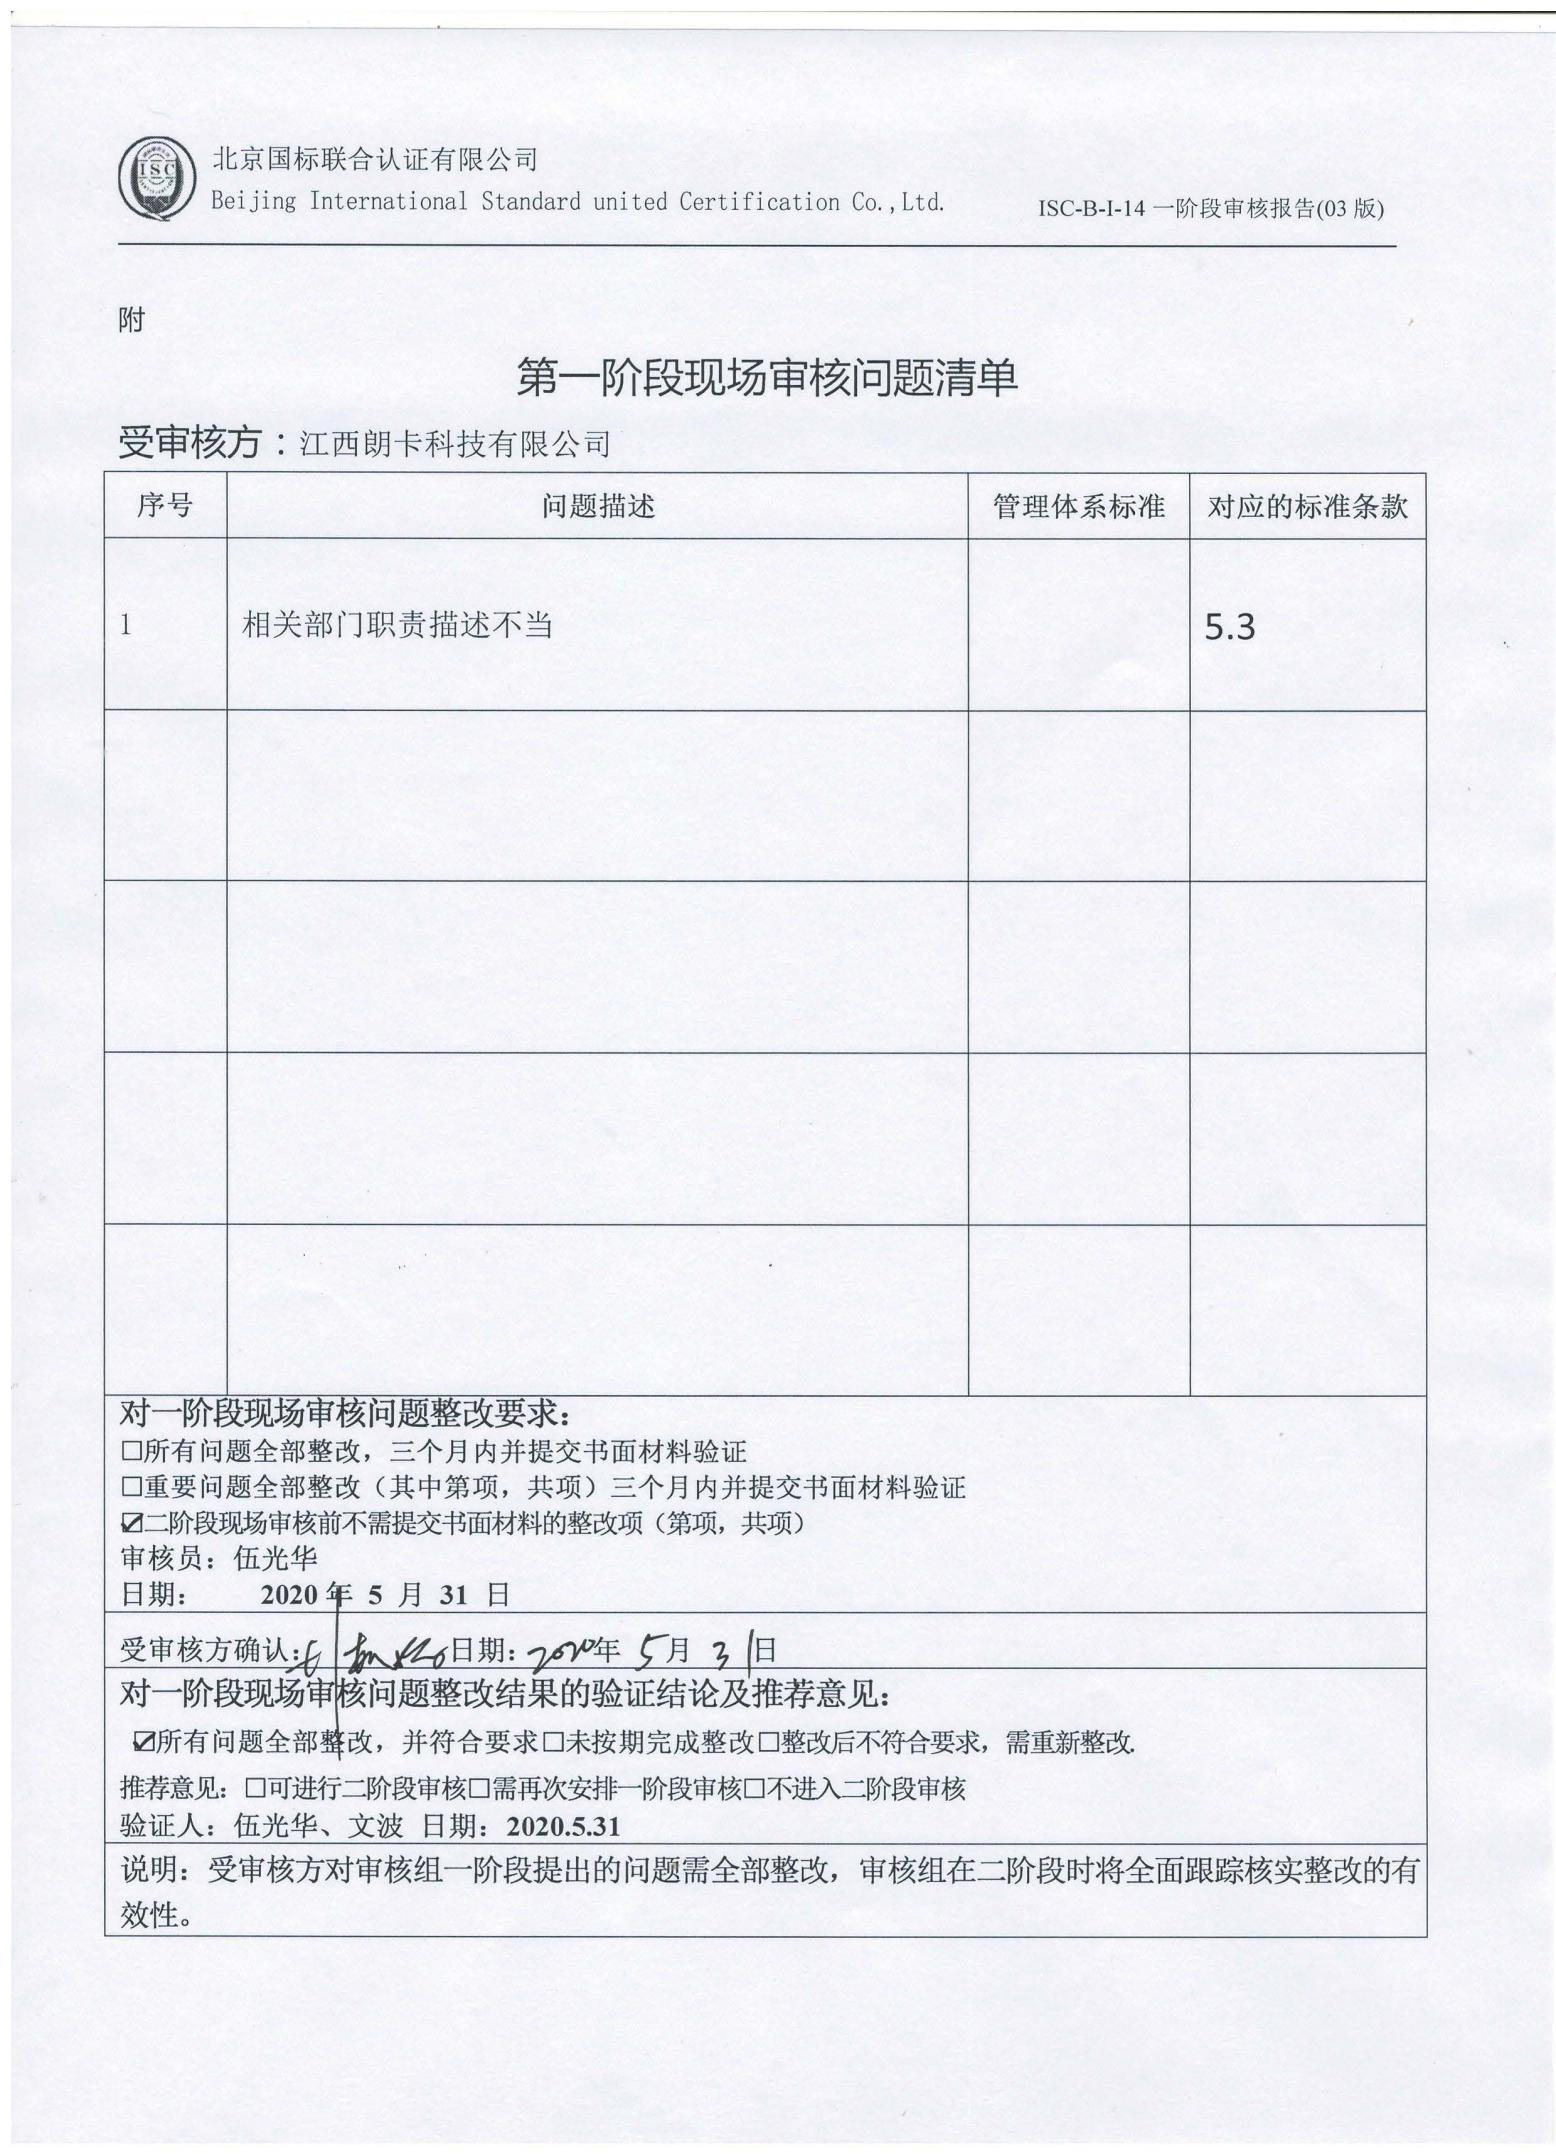 ISC
北京国标联合认证有限公司
Beijing International Standard united Certification Co.,Ltd.
ISC-B-I-14 一阶段审核报告(03 版)
附
第一阶段现场审核问题清单
受审核方：江西朗卡科技有限公司
序号 问题描述 管理体系标准 对应的标准条款
1 相关部门职责描述不当 5.3
对一阶段现场审核问题整改要求：
☐所有问题全部整改，三个月内并提交书面材料验证
☐重要问题全部整改（其中第项，共项）三个月内并提交书面材料验证
☑二阶段现场审核前不需提交书面材料的整改项（第项，共项）
审核员：伍光华
日期： 2020 年 5 月 31 日
受审核方确认： 日期：2020年 5月 31日
对一阶段现场审核问题整改结果的验证结论及推荐意见：
☑所有问题全部整改，并符合要求☐未按期完成整改☐整改后不符合要求，需重新整改.
推荐意见：☐可进行二阶段审核☐需再次安排一阶段审核☐不进入二阶段审核
验证人：伍光华、文波 日期：2020.5.31
说明：受审核方对审核组一阶段提出的问题需全部整改，审核组在二阶段时将全面跟踪核实整改的有
效性。